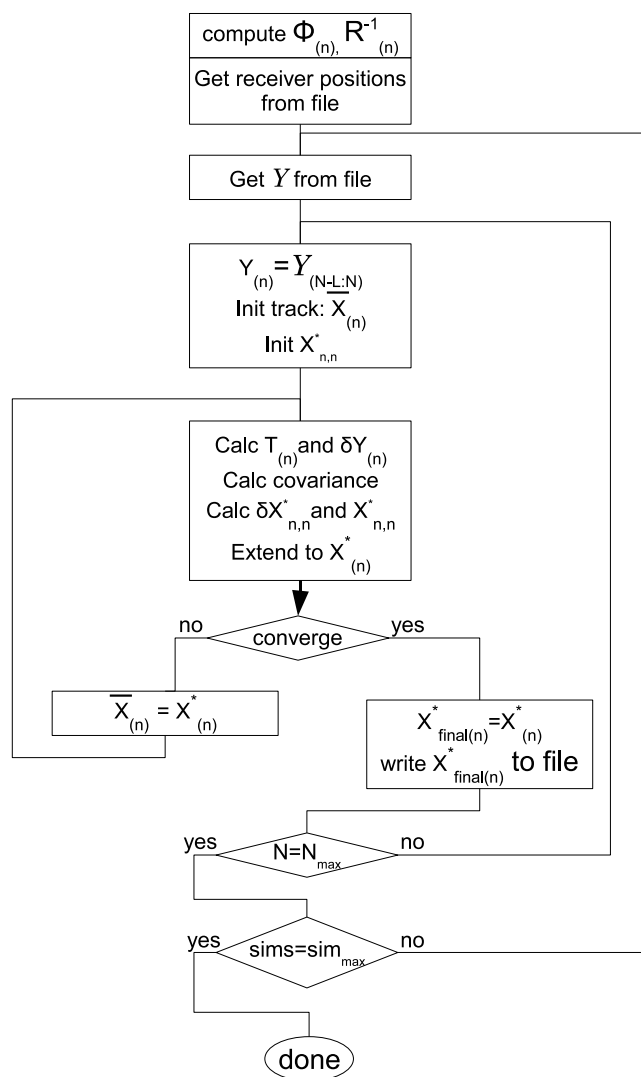 compute Φ(n), R⁻¹(n)
Get receiver positions
from file
Get Y from file
Y(n)=Y(N-L:N)
Init track: X̅(n)
Init X*n,n
Calc T(n) and δY(n)
Calc covariance
Calc δX*n,n and X*n,n
Extend to X*(n)
no
converge
yes
X̅(n) = X*(n)
X*final(n)=X*(n)
write X*final(n) to file
yes
N=Nmax
no
yes
sims=simmax
no
done